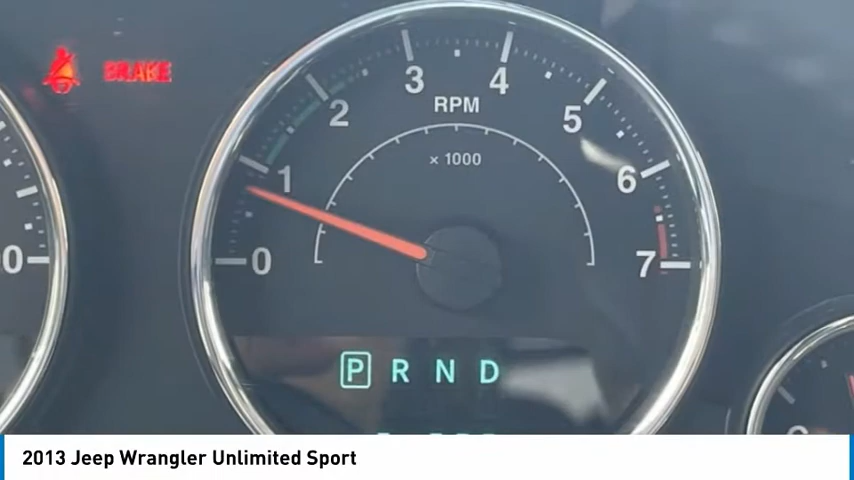 BRAKE
3 4
RPM
2 5
× 1000
1 6
0 0 7
P R N D
2013 Jeep Wrangler Unlimited Sport